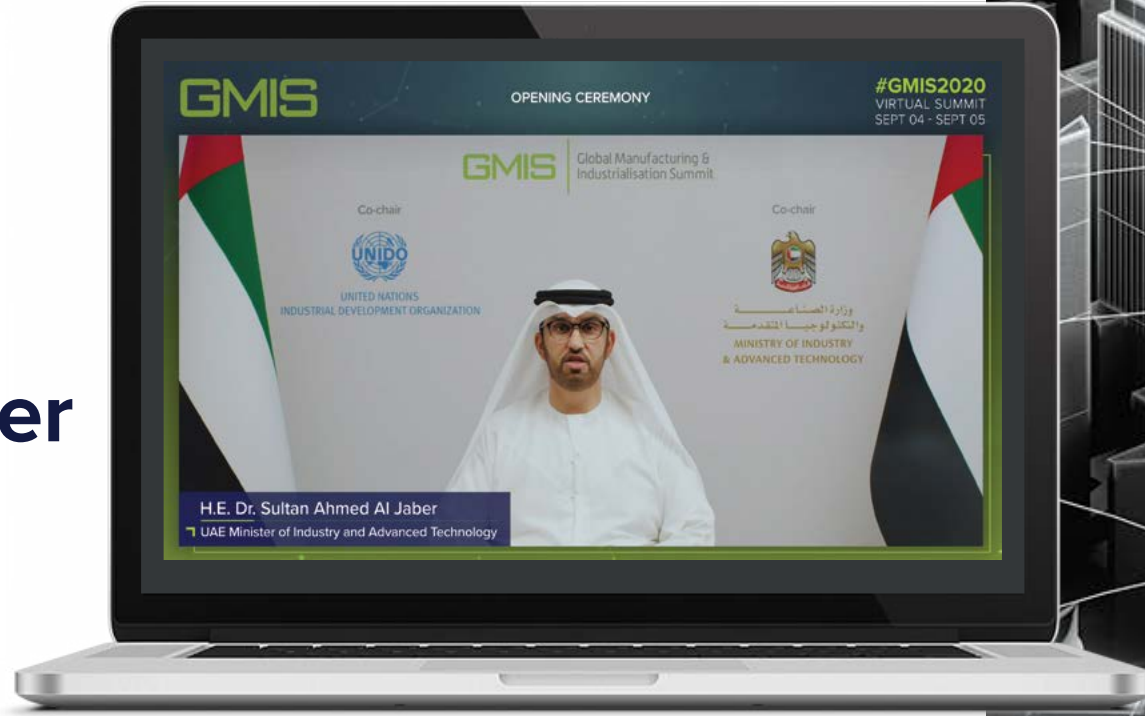 GMIS
OPENING CEREMONY
#GMIS2020
VIRTUAL SUMMIT
SEPT 04 - SEPT 05
GMIS
Global Manufacturing &
Industrialisation Summit
Co-chair
UNIDO
UNITED NATIONS
INDUSTRIAL DEVELOPMENT ORGANIZATION
Co-chair
وزارة الصناعة
والتكنولوجيا المتقدمة
MINISTRY OF INDUSTRY
& ADVANCED TECHNOLOGY
er
H.E. Dr. Sultan Ahmed Al Jaber
UAE Minister of Industry and Advanced Technology